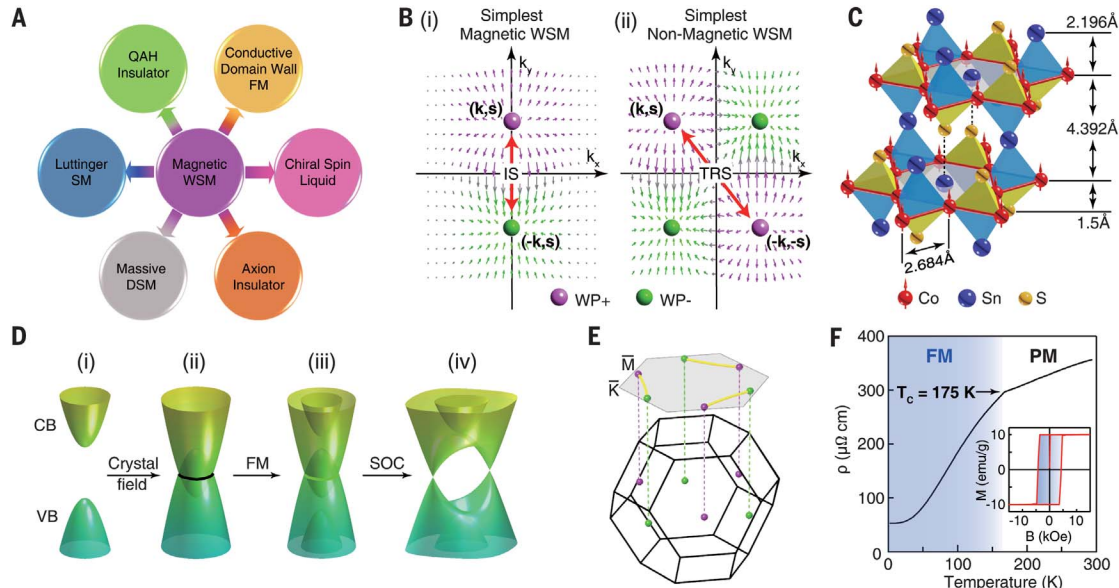 A
QAH
Insulator
Conductive
Domain Wall
FM
Luttinger
SM
Magnetic
WSM
Chiral Spin
Liquid
Massive
DSM
Axion
Insulator
B
(i)
Simplest
Magnetic WSM
(ii)
Simplest
Non-Magnetic WSM
k_y
(k,s)
k_x
IS
(-k,s)
k_y
(k,s)
k_x
TRS
(-k,-s)
WP+
WP-
C
2.196Å
4.392Å
1.5Å
2.684Å
Co
Sn
S
D
(i)
(ii)
(iii)
(iv)
CB
VB
Crystal
field
FM
SOC
E
M̅
K̅
F
ρ (μΩ cm)
400
300
200
100
0
FM
PM
T_C = 175 K
M (emu/g)
10
0
-10
-10
0
10
B (kOe)
0
100
200
300
Temperature (K)